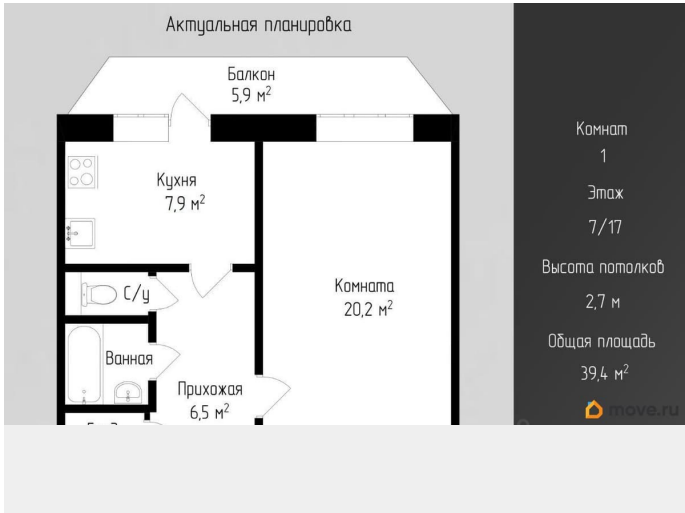 Актуальная планировка
Балкон
5,9 м²
Кухня
7,9 м²
С/у
Ванная
Прихожая
6,5 м²
Комната
20,2 м²
Комнат
1
Этаж
7/17
Высота потолков
2,7 м
Общая площадь
39,4 м²
move.ru